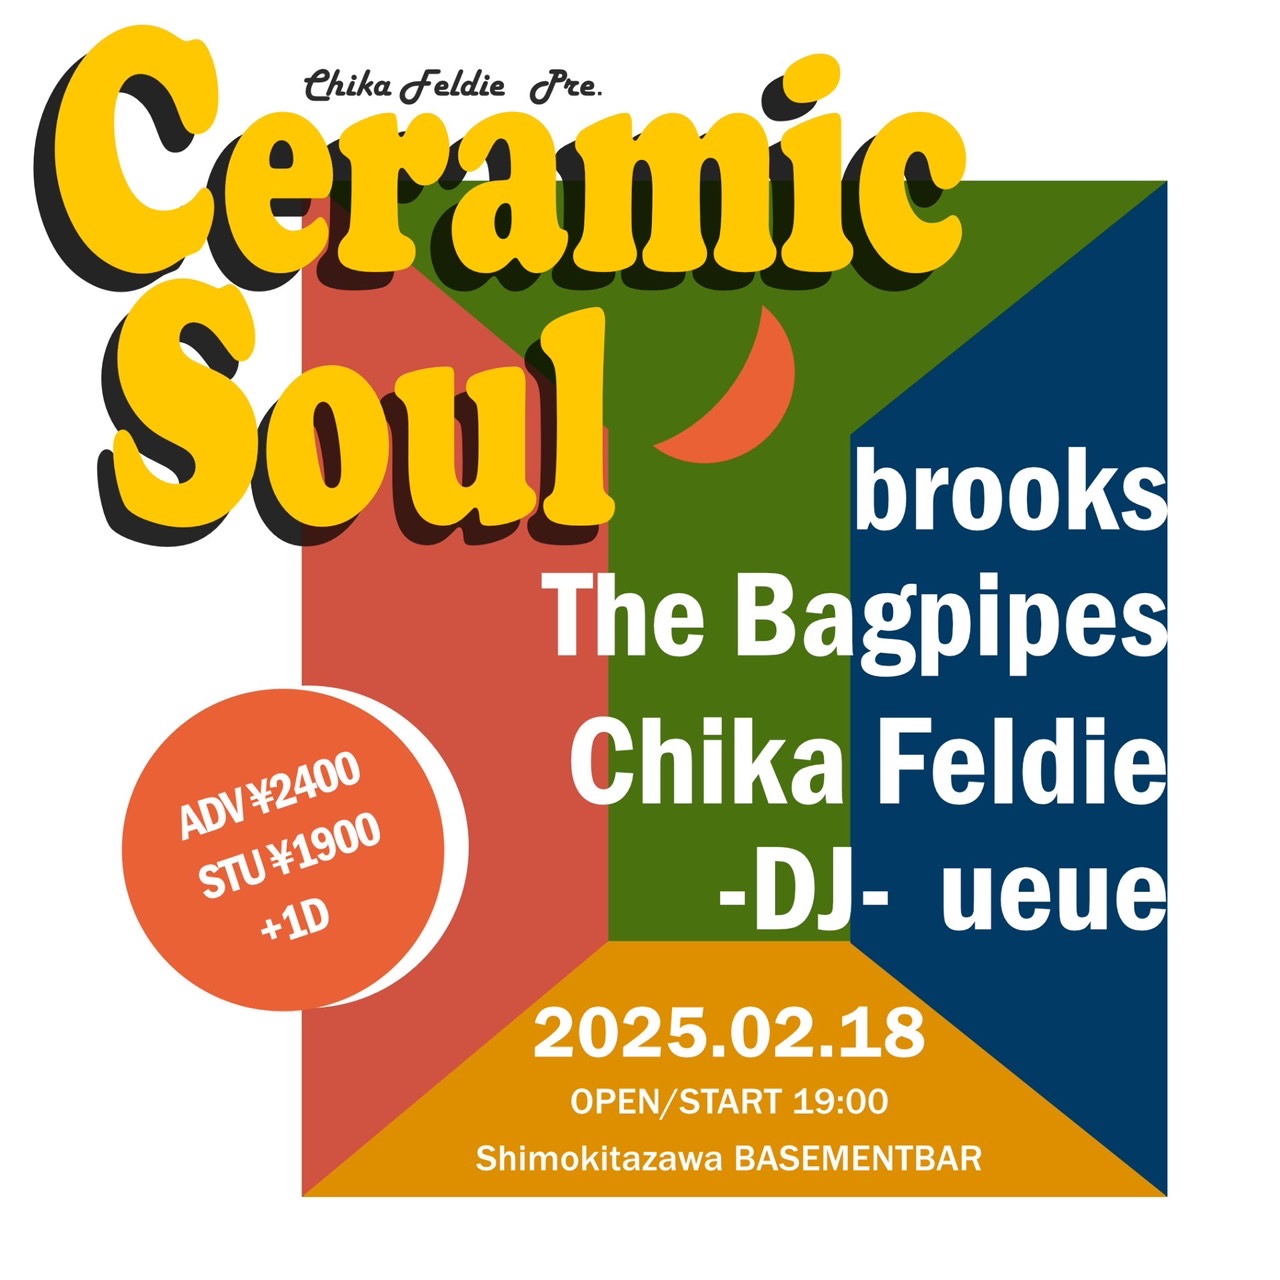 Chika Feldie Pre.
Ceramic
Soul
brooks
The Bagpipes
Chika Feldie
-DJ- ueue
ADV ¥2400
STU ¥1900
+1D
2025.02.18
OPEN/START 19:00
Shimokitazawa BASEMENTBAR